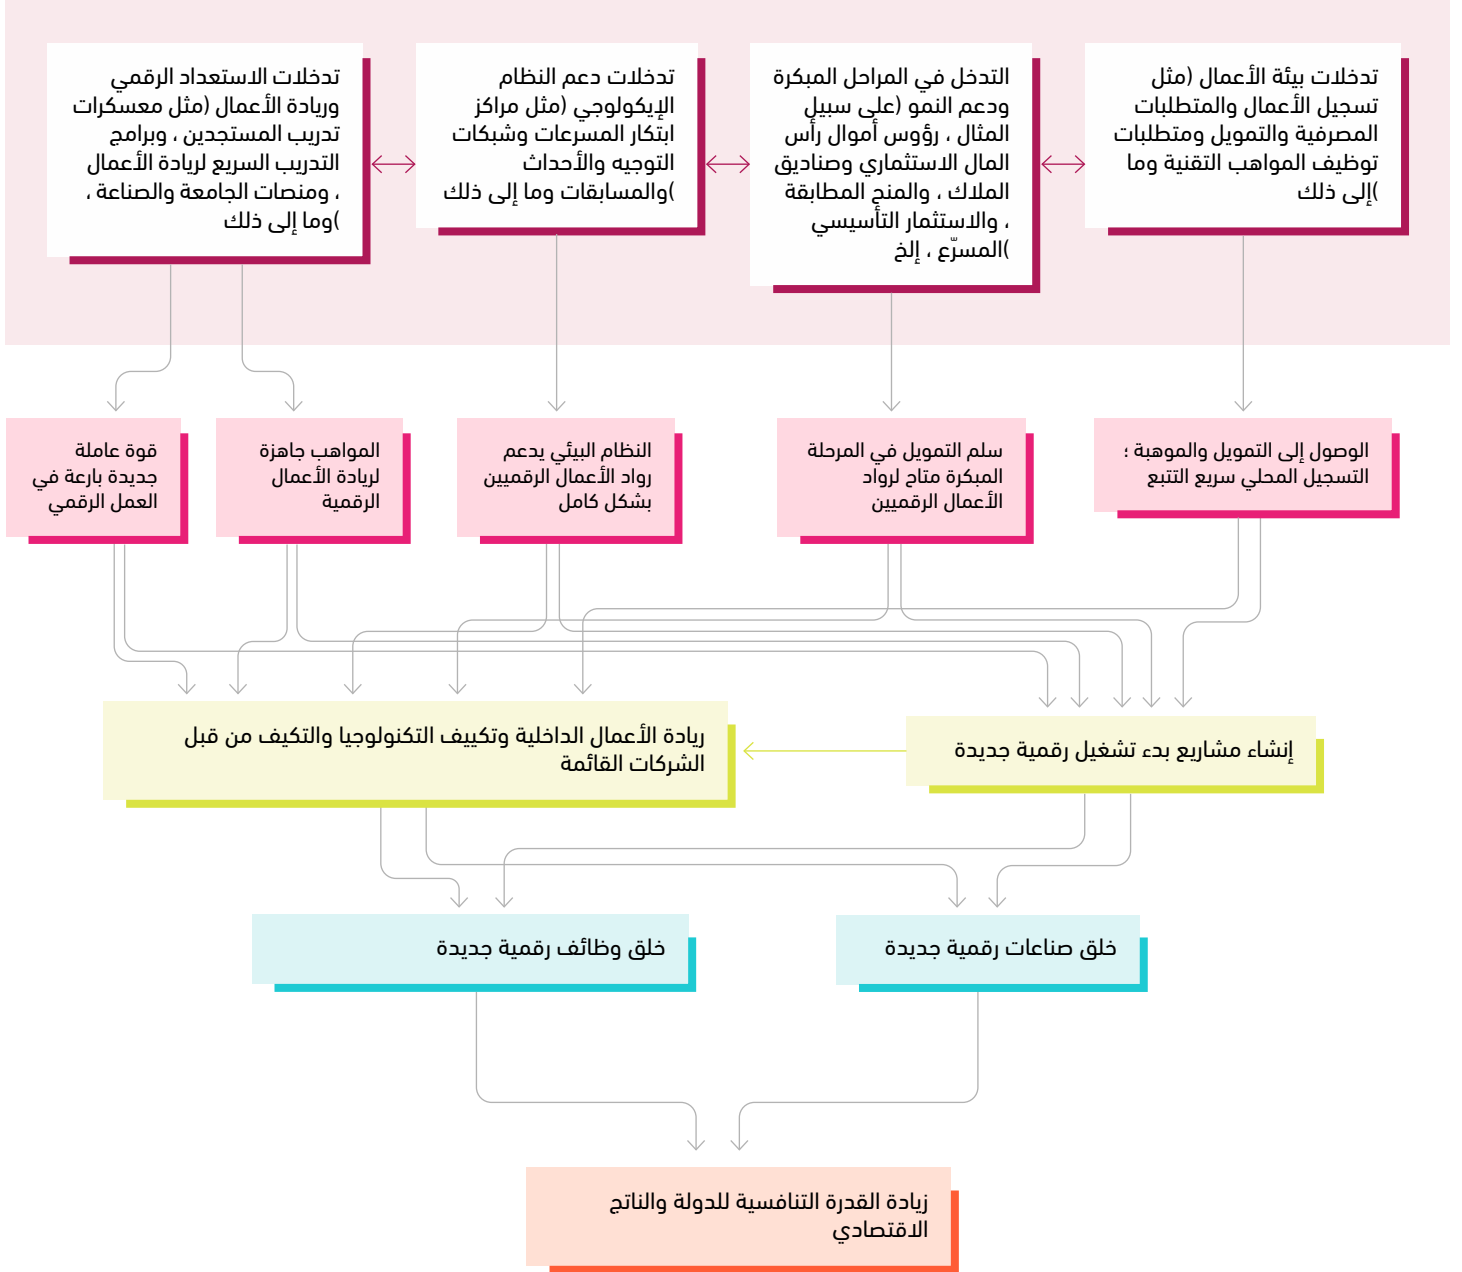 تدخلات بيئة الأعمال (مثل
تسجيل الأعمال والمتطلبات
المصرفية والتمويل ومتطلبات
توظيف المواهب التقنية وما
)إلى ذلك
التدخل في المراحل المبكرة
ودعم النمو (على سبيل
المثال ، رؤوس أموال رأس
المال الاستثماري وصناديق
الملاك ، والمنح المطابقة
، والاستثمار التأسيسي
)المسرّع ، إلخ
تدخلات دعم النظام
الإيكولوجي (مثل مراكز
ابتكار المسرعات وشبكات
التوجيه والأحداث
)والمسابقات وما إلى ذلك
تدخلات الاستعداد الرقمي
وريادة الأعمال (مثل معسكرات
تدريب المستجدين ، وبرامج
التدريب السريع لريادة الأعمال
، ومنصات الجامعة والصناعة ،
)وما إلى ذلك
الوصول إلى التمويل والموهبة ؛
التسجيل المحلي سريع التتبع
سلم التمويل في المرحلة
المبكرة متاح لرواد
الأعمال الرقميين
النظام البيئي يدعم
رواد الأعمال الرقميين
بشكل كامل
المواهب جاهزة
لريادة الأعمال
الرقمية
قوة عاملة
جديدة بارعة في
العمل الرقمي
إنشاء مشاريع بدء تشغيل رقمية جديدة
ريادة الأعمال الداخلية وتكييف التكنولوجيا والتكيف من قبل
الشركات القائمة
خلق صناعات رقمية جديدة
خلق وظائف رقمية جديدة
زيادة القدرة التنافسية للدولة والناتج
الاقتصادي